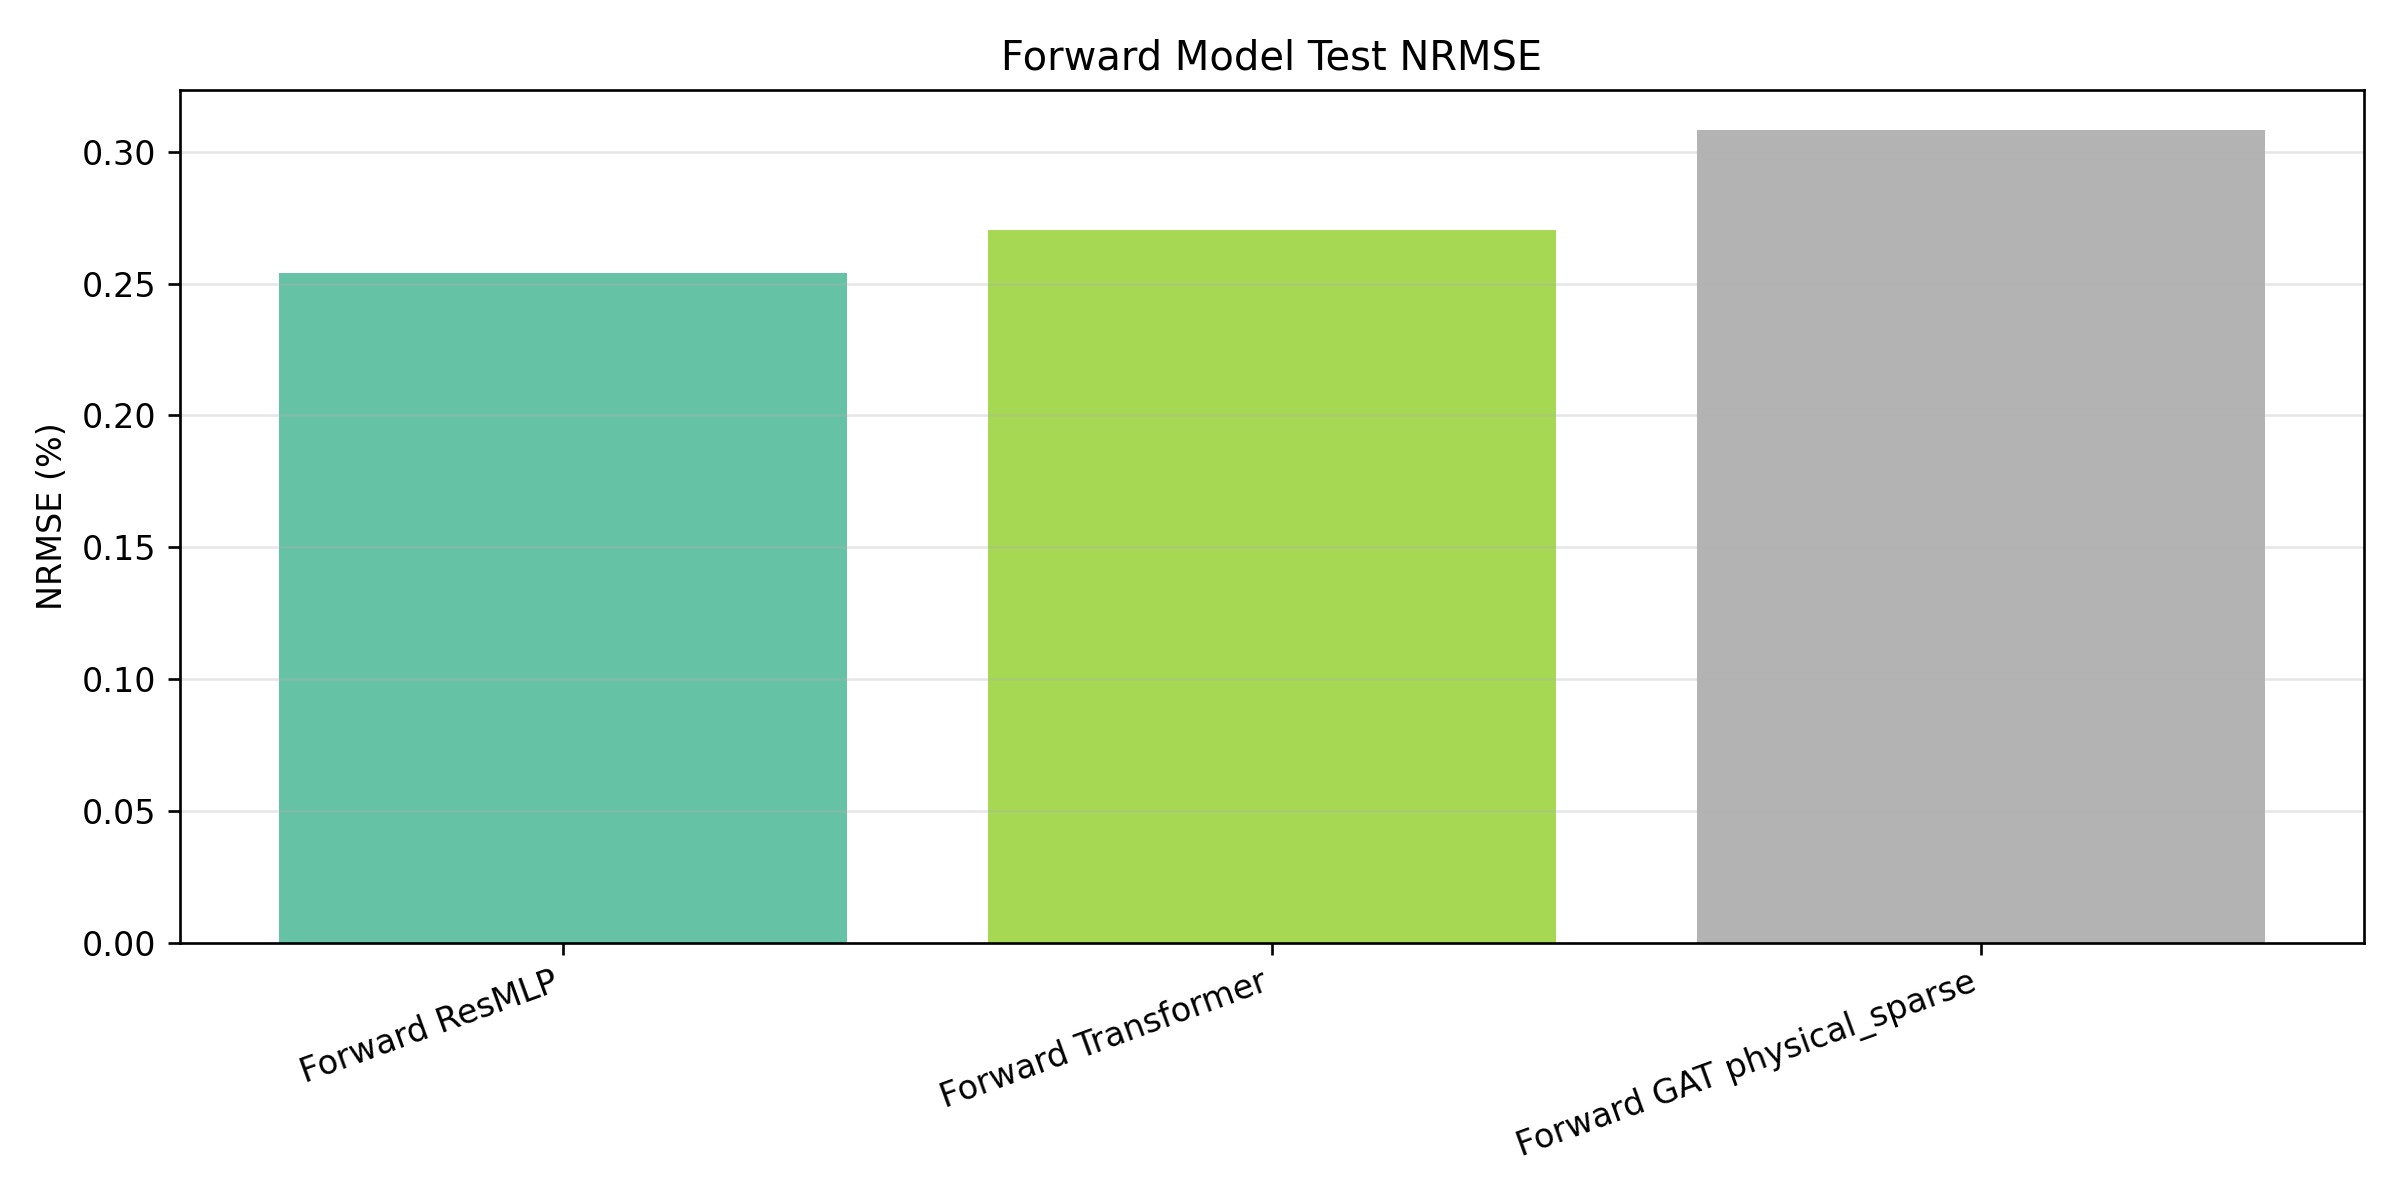 Forward Model Test NRMSE
NRMSE (%)
0.30
0.25
0.20
0.15
0.10
0.05
0.00
Forward ResMLP
Forward Transformer
Forward GAT physical_sparse